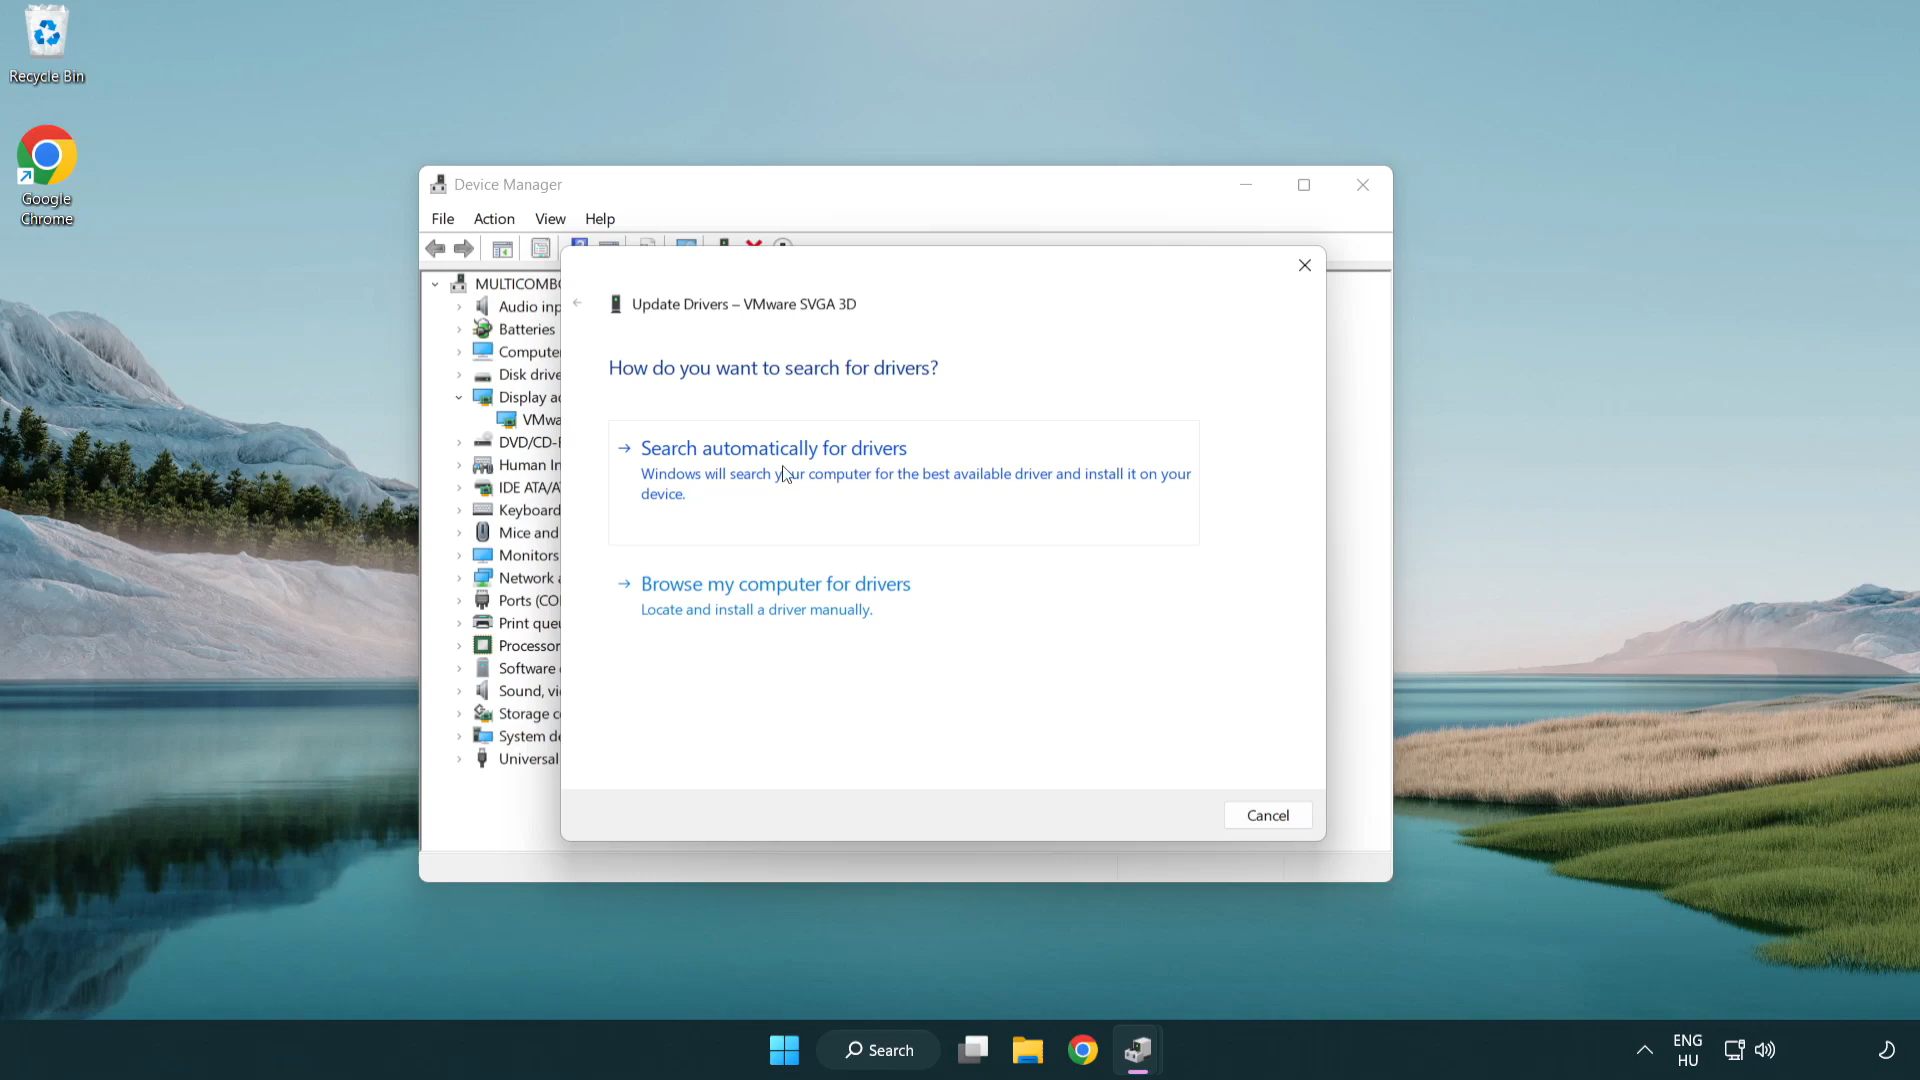 Recycle Bin
Google
Chrome
Device Manager
File Action View Help
MULTICOMBO
Audio inp
Batteries
Compute
Disk drive
Display a
VMwa
DVD/CD-
Human In
IDE ATA/A
Keyboard
Mice and
Monitors
Network
Ports (CO
Print que
Processor
Software
Sound, vi
Storage c
System de
Universal
Update Drivers – VMware SVGA 3D
How do you want to search for drivers?
Search automatically for drivers
Windows will search your computer for the best available driver and install it on your
device.
Browse my computer for drivers
Locate and install a driver manually.
Cancel
Search
ENG
HU